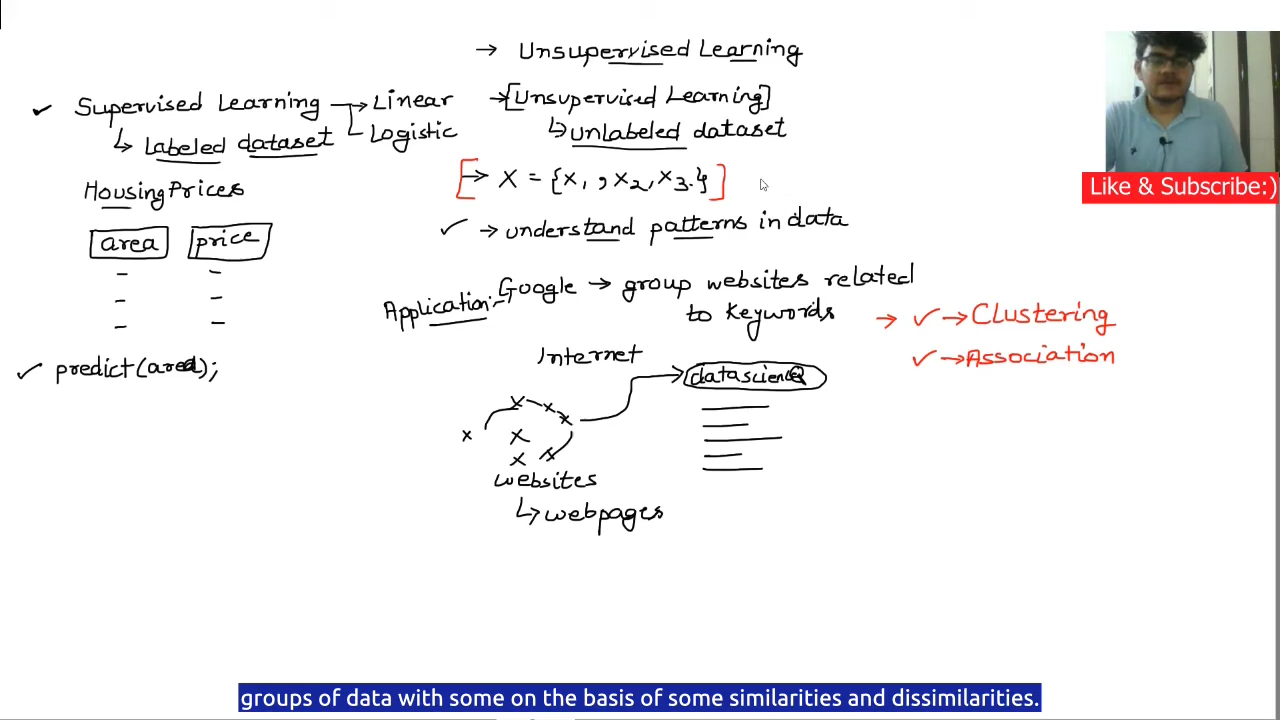 → Unsupervised Learning
✓ Supervised Learning → Linear
Logistic
↳ Labeled dataset
Housing Prices
area price
✓ predict(area);
→ [Unsupervised Learning]
↳ unlabeled dataset
[→ X = {x1, x2, x3.}]
✓ → understand patterns in data
Application:- Google → group websites related
to keywords
→ ✓ → Clustering
✓ → Association
Internet
datascience
websites
↳ webpages
Like & Subscribe:)
groups of data with some on the basis of some similarities and dissimilarities.